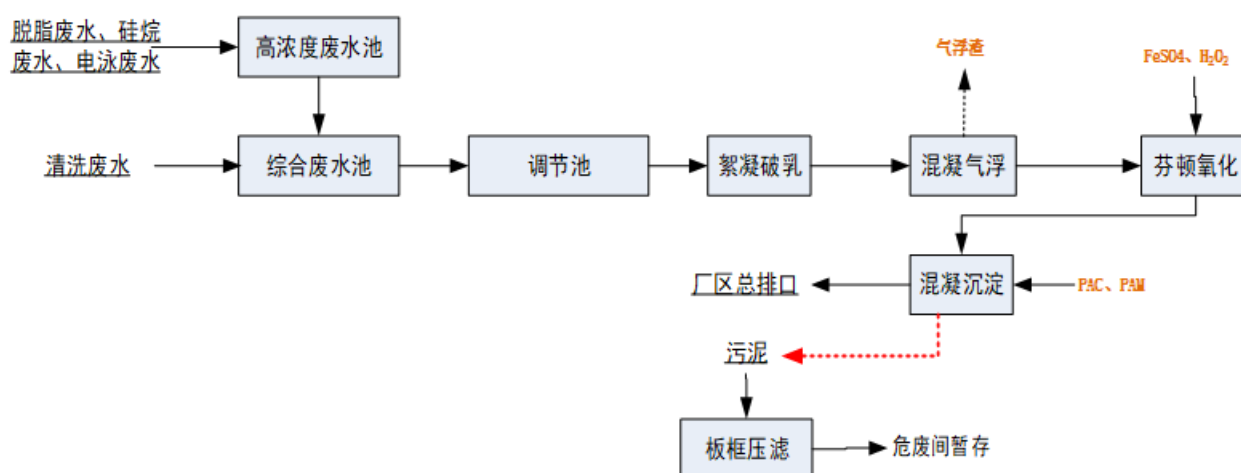 脱脂废水、硅烷
废水、电泳废水
高浓度废水池
气浮渣
FeSO4、H₂O₂
清洗废水
综合废水池
调节池
絮凝破乳
混凝气浮
芬顿氧化
厂区总排口
混凝沉淀
PAC、PAM
污泥
板框压滤
危废间暂存